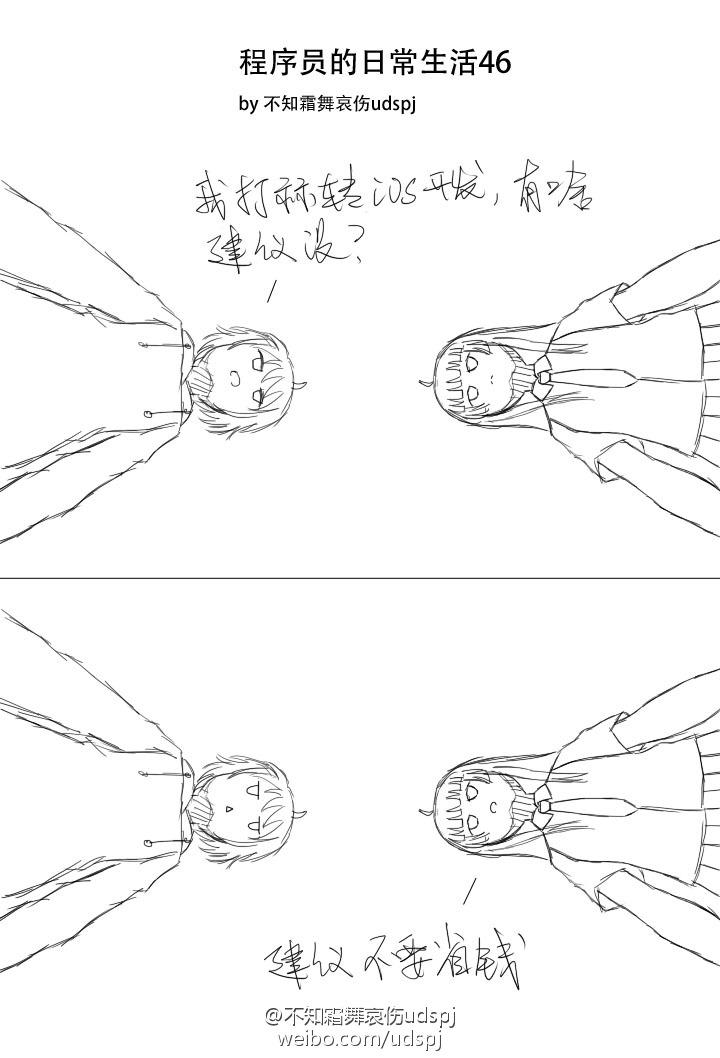 程序员的日常生活46
by 不知霜舞哀伤udspj
我打称转iOS开发，有啥
建议没？
建议不要省钱
@不知霜舞哀伤udspj
weibo.com/udspj